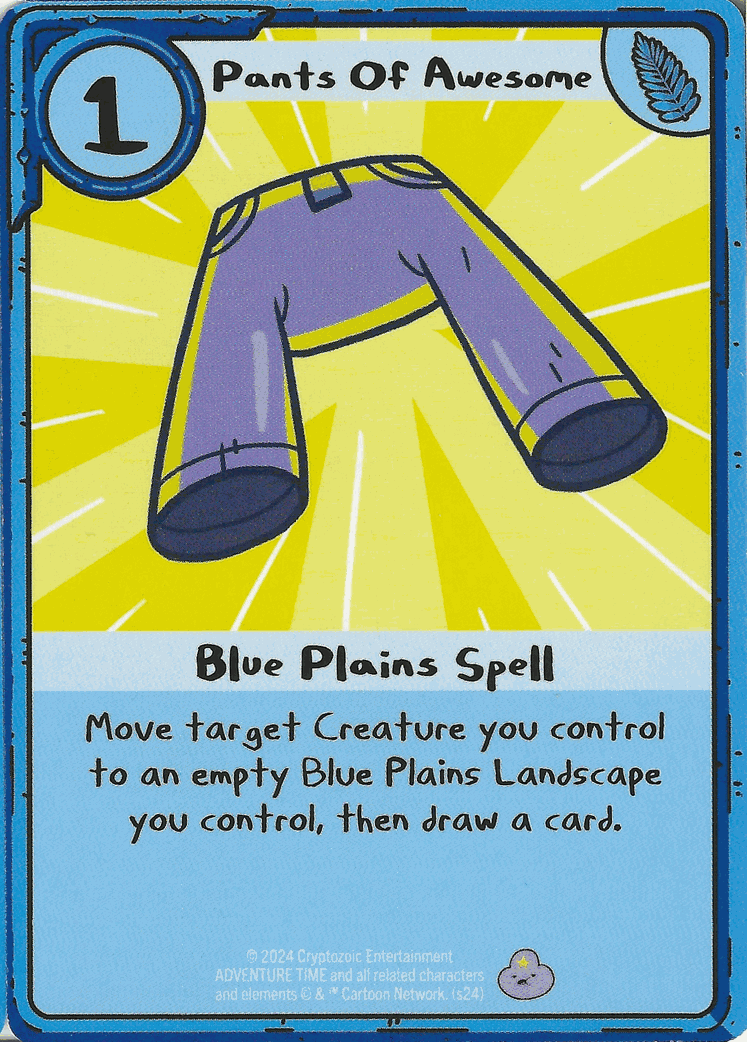 1
Pants Of Awesome
Blue Plains Spell
Move target Creature you control
to an empty Blue Plains Landscape
you control, then draw a card.
© 2024 Cryptozoic Entertainment
ADVENTURE TIME and all related characters
and elements © & ™ Cartoon Network. (s24)